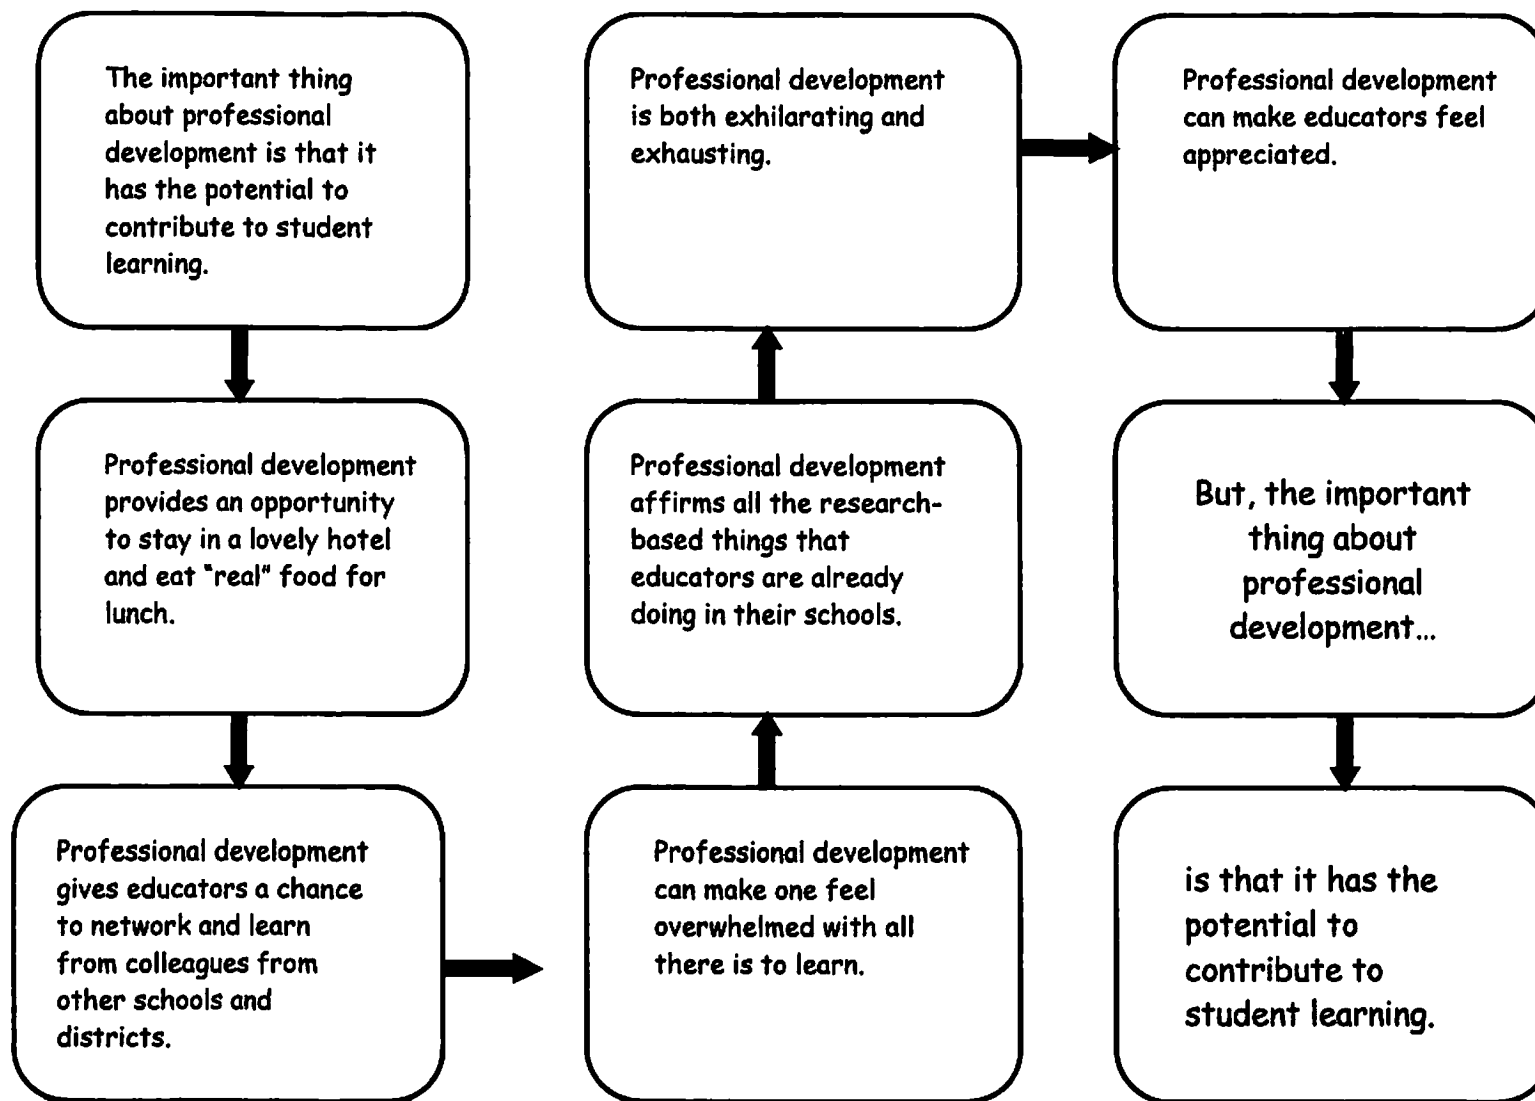 The important thing
about professional
development is that it
has the potential to
contribute to student
learning.
Professional development
provides an opportunity
to stay in a lovely hotel
and eat "real" food for
lunch.
Professional development
gives educators a chance
to network and learn
from colleagues from
other schools and
districts.
Professional development
can make one feel
overwhelmed with all
there is to learn.
Professional development
affirms all the research-
based things that
educators are already
doing in their schools.
Professional development
is both exhilarating and
exhausting.
Professional development
can make educators feel
appreciated.
But, the important
thing about
professional
development...
is that it has the
potential to
contribute to
student learning.